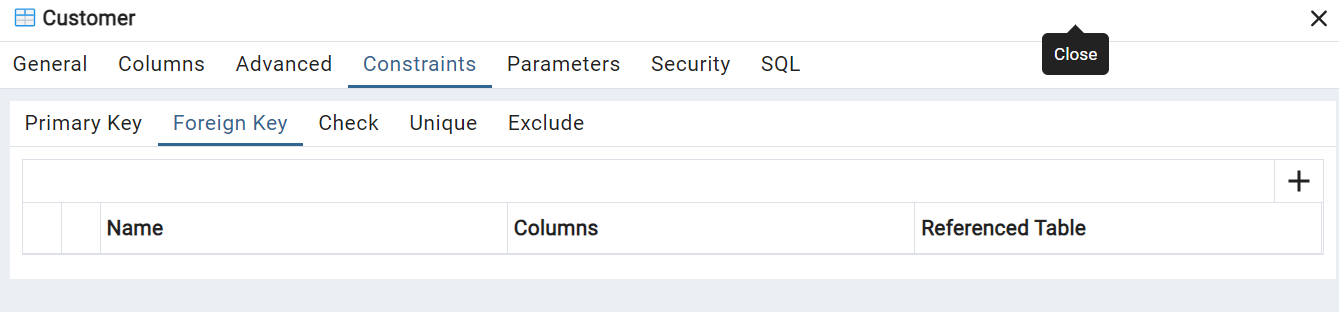 Customer
General Columns Advanced Constraints Parameters Security SQL
Close
Primary Key Foreign Key Check Unique Exclude
Name Columns Referenced Table